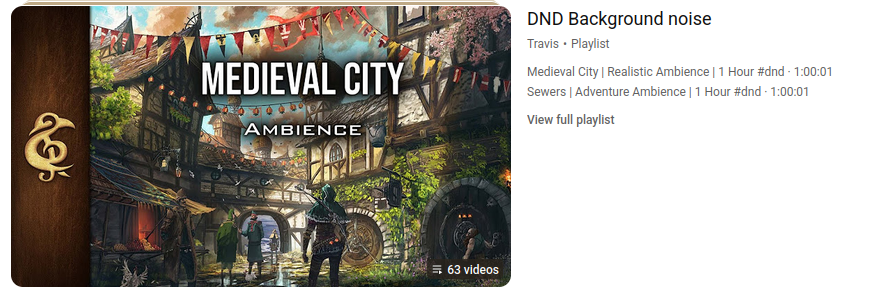 MEDIEVAL CITY
AMBIENCE
63 videos
DND Background noise
Travis • Playlist
Medieval City | Realistic Ambience | 1 Hour #dnd · 1:00:01
Sewers | Adventure Ambience | 1 Hour #dnd · 1:00:01
View full playlist